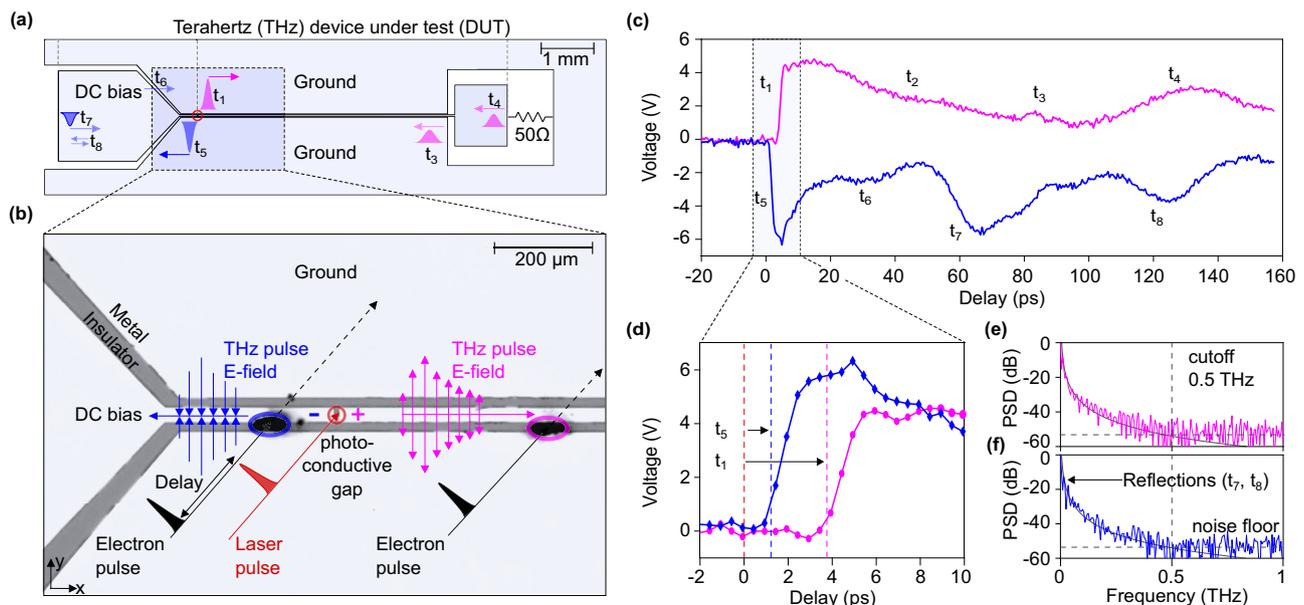 (a)
Terahertz (THz) device under test (DUT)
1 mm
DC bias
t6
t1
Ground
t7
t8
t5
Ground
t3
t4
50Ω
(b)
200 µm
Ground
Metal
Insulator
THz pulse
E-field
THz pulse
E-field
DC bias
- +
photo-
conductive
gap
Delay
Electron
pulse
Laser
pulse
Electron
pulse
y
x
(c)
Voltage (V)
6
4
2
0
-2
-4
-6
t1
t2
t3
t4
t5
t6
t7
t8
-20 0 20 40 60 80 100 120 140 160
Delay (ps)
(d)
Voltage (V)
6
4
2
0
t5
t1
-2 0 2 4 6 8 10
Delay (ps)
(e)
PSD (dB)
0
-20
-40
-60
cutoff
0.5 THz
(f)
PSD (dB)
0
-20
-40
-60
Reflections (t7, t8)
noise floor
0 0.5 1
Frequency (THz)